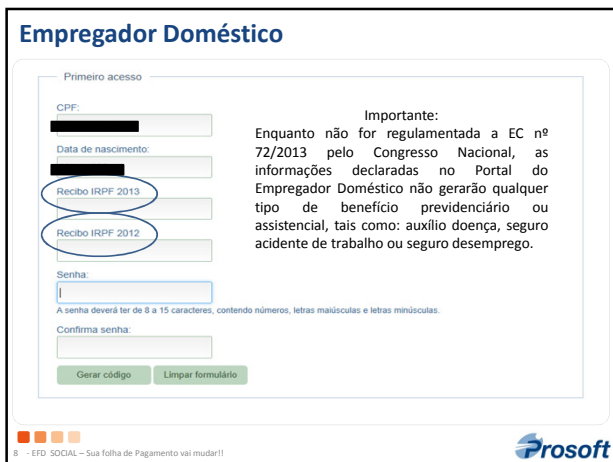 Empregador Doméstico
Primeiro acesso
CPF:
Data de nascimento:
Recibo IRPF 2013
Recibo IRPF 2012
Senha:
A senha deverá ter de 8 a 15 caracteres, contendo números, letras maiúsculas e letras minúsculas.
Confirma senha:
Gerar código
Limpar formulário
Importante:
Enquanto não for regulamentada a EC nº
72/2013 pelo Congresso Nacional, as
informações declaradas no Portal do
Empregador Doméstico não gerarão qualquer
tipo de benefício previdenciário ou
assistencial, tais como: auxílio doença, seguro
acidente de trabalho ou seguro desemprego.
8 - EFD SOCIAL – Sua folha de Pagamento vai mudar!!
Prosoft